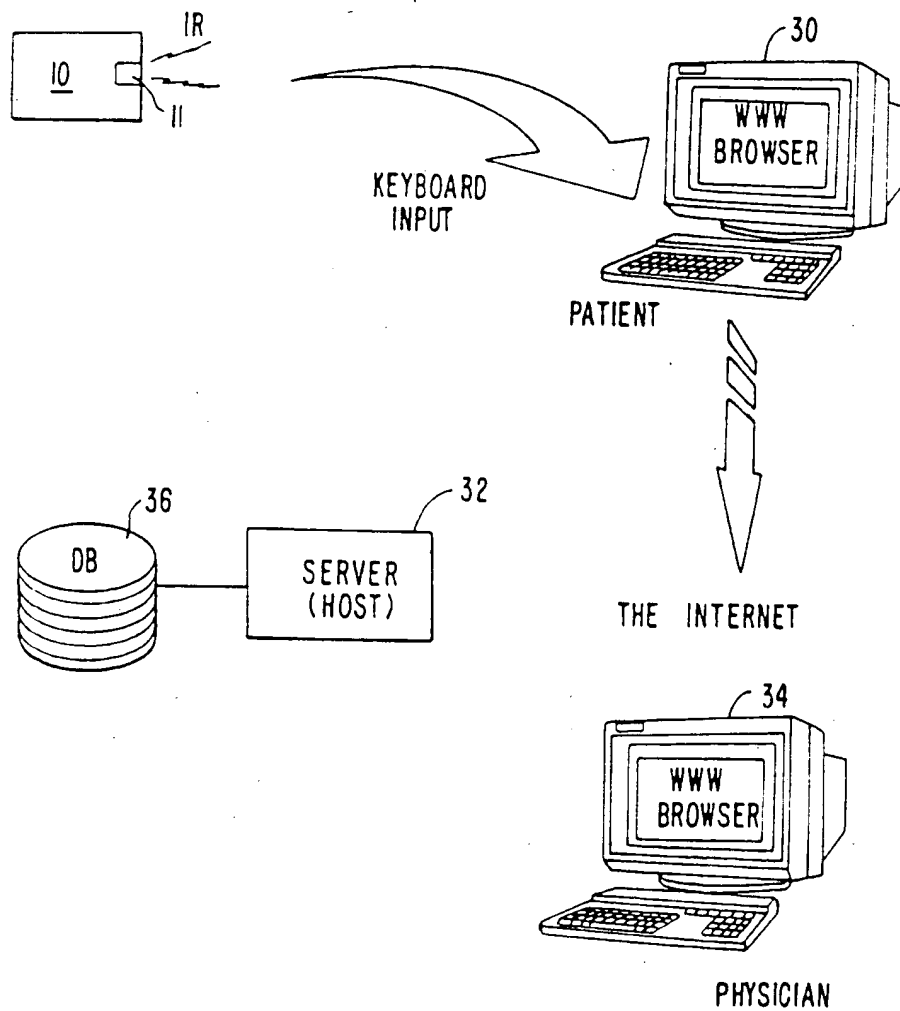 IR
10
11
30
WWW
BROWSER
KEYBOARD
INPUT
PATIENT
36
DB
32
SERVER
(HOST)
THE INTERNET
34
WWW
BROWSER
PHYSICIAN